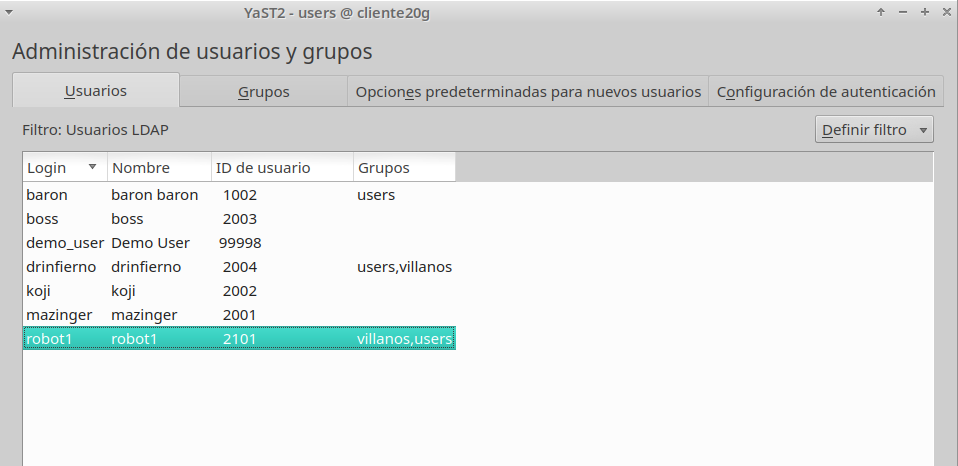 YaST2 - users @ cliente20g
Administración de usuarios y grupos
Usuarios Grupos Opciones predeterminadas para nuevos usuarios Configuración de autenticación
Filtro: Usuarios LDAP Definir filtro
Login Nombre ID de usuario Grupos
baron baron baron 1002 users
boss boss 2003
demo_user Demo User 99998
drinfierno drinfierno 2004 users,villanos
koji koji 2002
mazinger mazinger 2001
robot1 robot1 2101 villanos,users